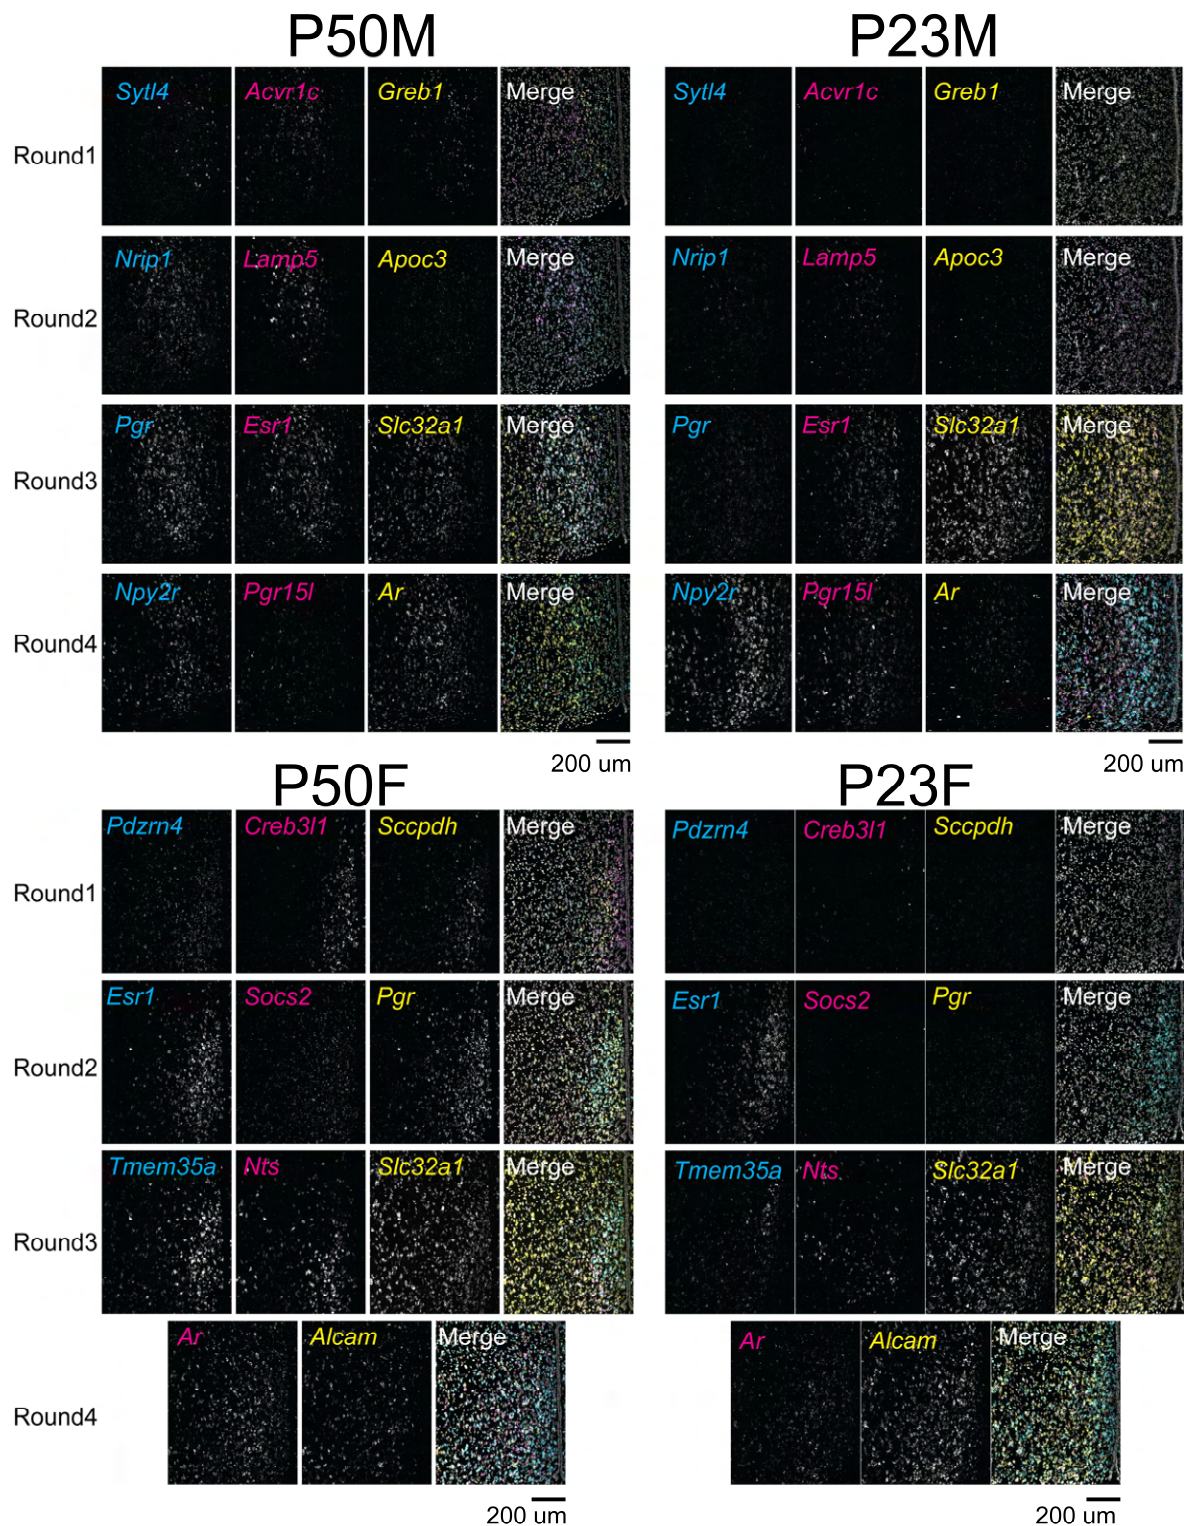 P50M P23M
Sytl4 Acvr1c Greb1 Merge Sytl4 Acvr1c Greb1 Merge
Round1
Nrip1 Lamp5 Apoc3 Merge Nrip1 Lamp5 Apoc3 Merge
Round2
Pgr Esr1 Slc32a1 Merge Pgr Esr1 Slc32a1 Merge
Round3
Npy2r Pgr15l Ar Merge Npy2r Pgr15l Ar Merge
Round4
200 um 200 um
P50F P23F
Pdzrn4 Creb3l1 Sccpdh Merge Pdzrn4 Creb3l1 Sccpdh Merge
Round1
Esr1 Socs2 Pgr Merge Esr1 Socs2 Pgr Merge
Round2
Tmem35a Nts Slc32a1 Merge Tmem35a Nts Slc32a1 Merge
Round3
Ar Alcam Merge Ar Alcam Merge
Round4
200 um 200 um